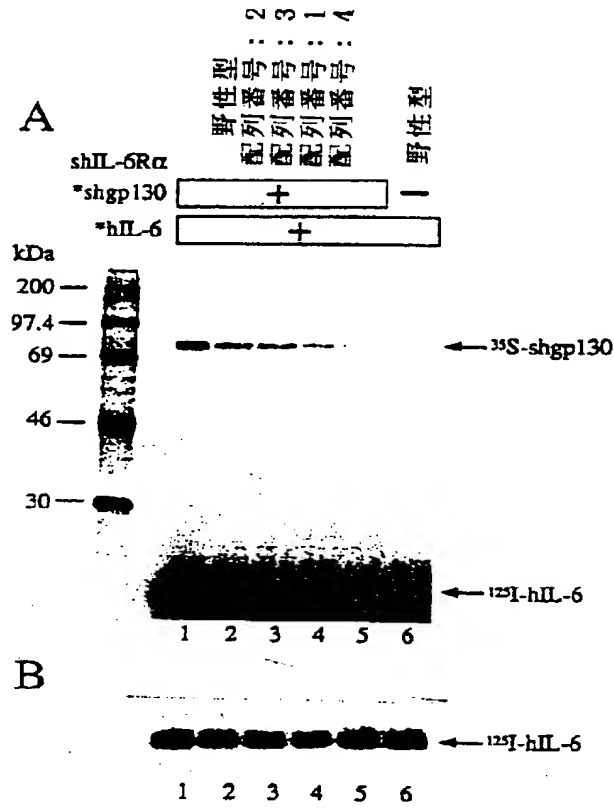 A
野性型
配列番号:2
配列番号:3
配列番号:1
配列番号:4
野性型
shIL-6Rα
*shgp130
+
−
*hIL-6
+
kDa
200
97.4
69
46
30
³⁵S-shgp130
¹²⁵I-hIL-6
1 2 3 4 5 6
B
¹²⁵I-hIL-6
1 2 3 4 5 6